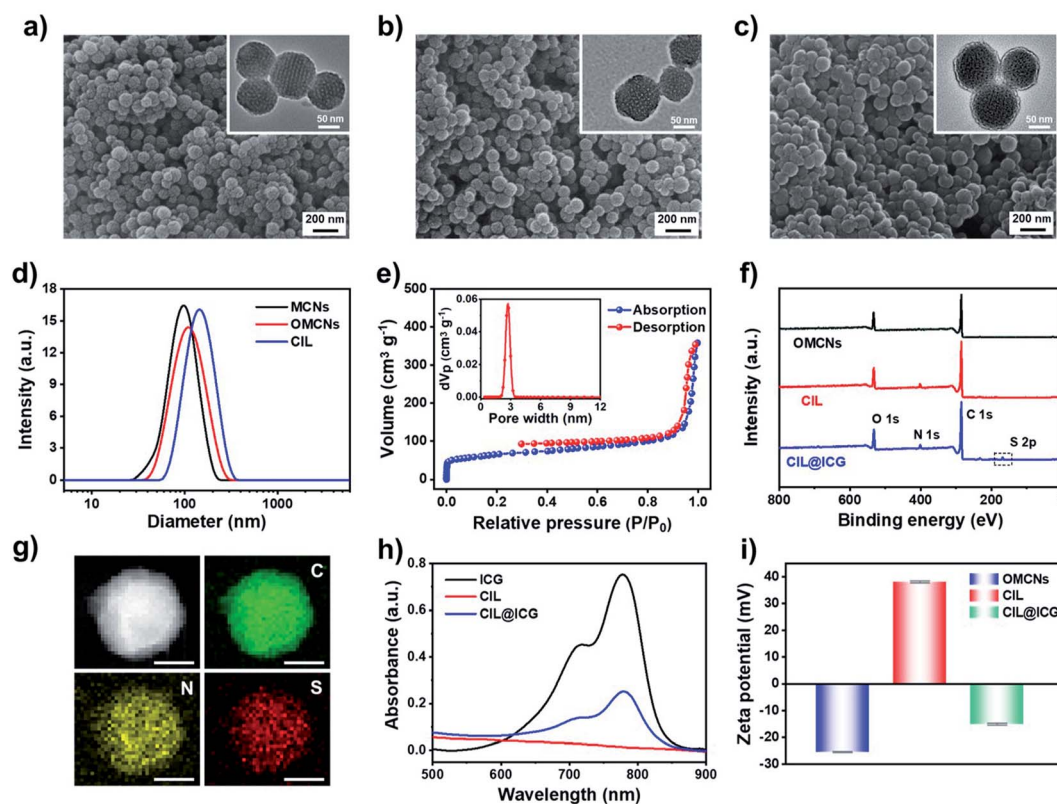 a)
50 nm
200 nm
b)
50 nm
200 nm
c)
50 nm
200 nm
d)
18
15
12
9
6
3
0
Intensity (a.u.)
MCNs
OMCNs
CIL
10
100
1000
Diameter (nm)
e)
500
400
300
200
100
0
Volume (cm³ g⁻¹)
0.06
0.04
0.02
0.00
dVp (cm³ g⁻¹)
0
3
6
9
12
Pore width (nm)
Absorption
Desorption
0.0
0.2
0.4
0.6
0.8
1.0
Relative pressure (P/P₀)
f)
Intensity (a.u.)
OMCNs
CIL
CIL@ICG
O 1s
N 1s
C 1s
S 2p
800
600
400
200
Binding energy (eV)
g)
C
N
S
h)
0.8
0.6
0.4
0.2
0.0
Absorbance (a.u.)
ICG
CIL
CIL@ICG
500
600
700
800
900
Wavelength (nm)
i)
40
30
20
10
0
-10
-20
-30
Zeta potential (mV)
OMCNs
CIL
CIL@ICG